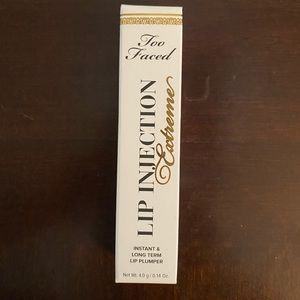 Too
Faced
LIP INJECTION
Extreme
INSTANT &
LONG TERM
LIP PLUMPER
Net Wt. 4.0 g / 0.14 Oz.